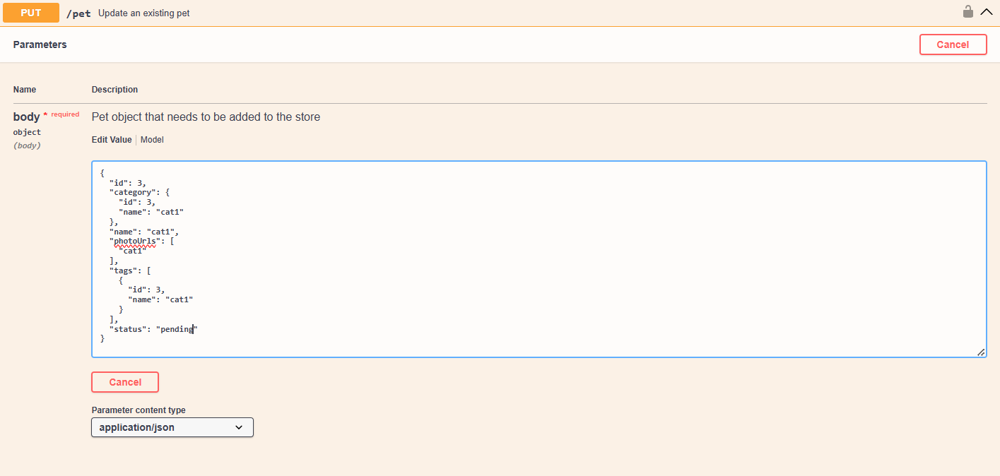 PUT /pet Update an existing pet
Parameters
Cancel
Name Description
body * required Pet object that needs to be added to the store
object
(body)
Edit Value Model
{
  "id": 3,
  "category": {
    "id": 3,
    "name": "cat1"
  },
  "name": "cat1",
  "photoUrls": [
    "cat1"
  ],
  "tags": [
    {
      "id": 3,
      "name": "cat1"
    }
  ],
  "status": "pending"
}
Cancel
Parameter content type
application/json